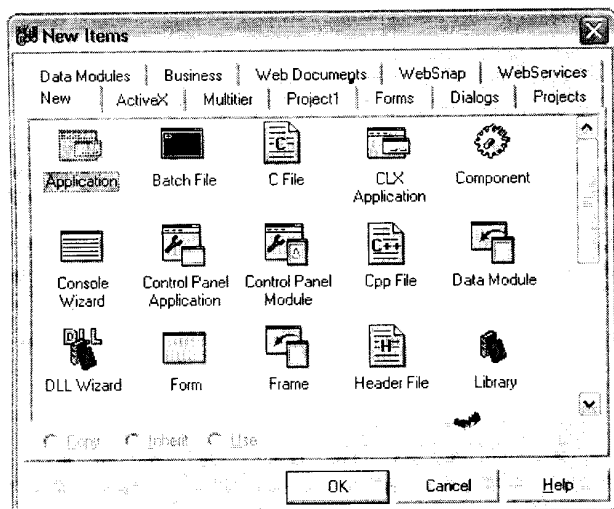 New Items
Data Modules Business Web Documents WebSnap WebServices
New ActiveX Multitier Project1 Forms Dialogs Projects
Application Batch File C File CLX Application Component
Console Wizard Control Panel Application Control Panel Module Cpp File Data Module
DLL Wizard Form Frame Header File Library
Copy Inherit Use
OK Cancel Help